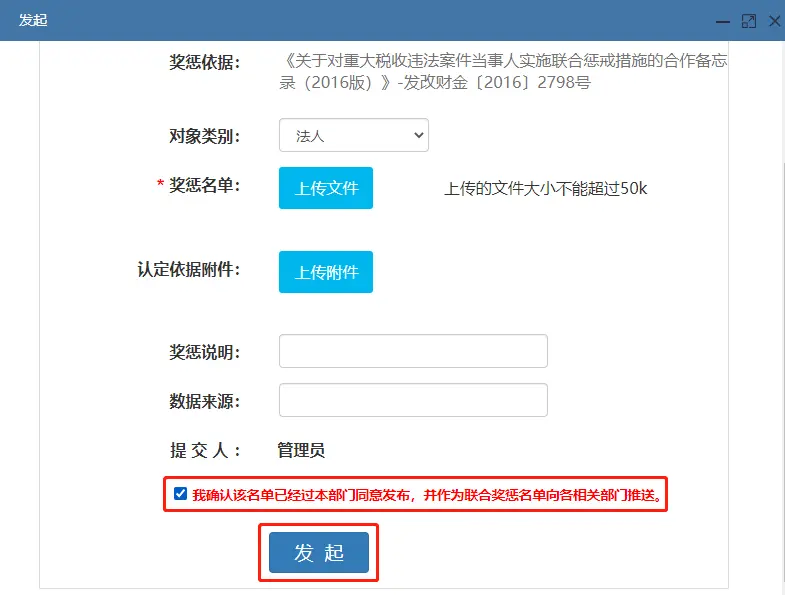 发起
奖惩依据： 《关于对重大税收违法案件当事人实施联合惩戒措施的合作备忘
录（2016版）》-发改财金〔2016〕2798号
对象类别： 法人
* 奖惩名单： 上传文件 上传的文件大小不能超过50k
认定依据附件： 上传附件
奖惩说明：
数据来源：
提 交 人： 管理员
我确认该名单已经过本部门同意发布，并作为联合奖惩名单向各相关部门推送。
发 起